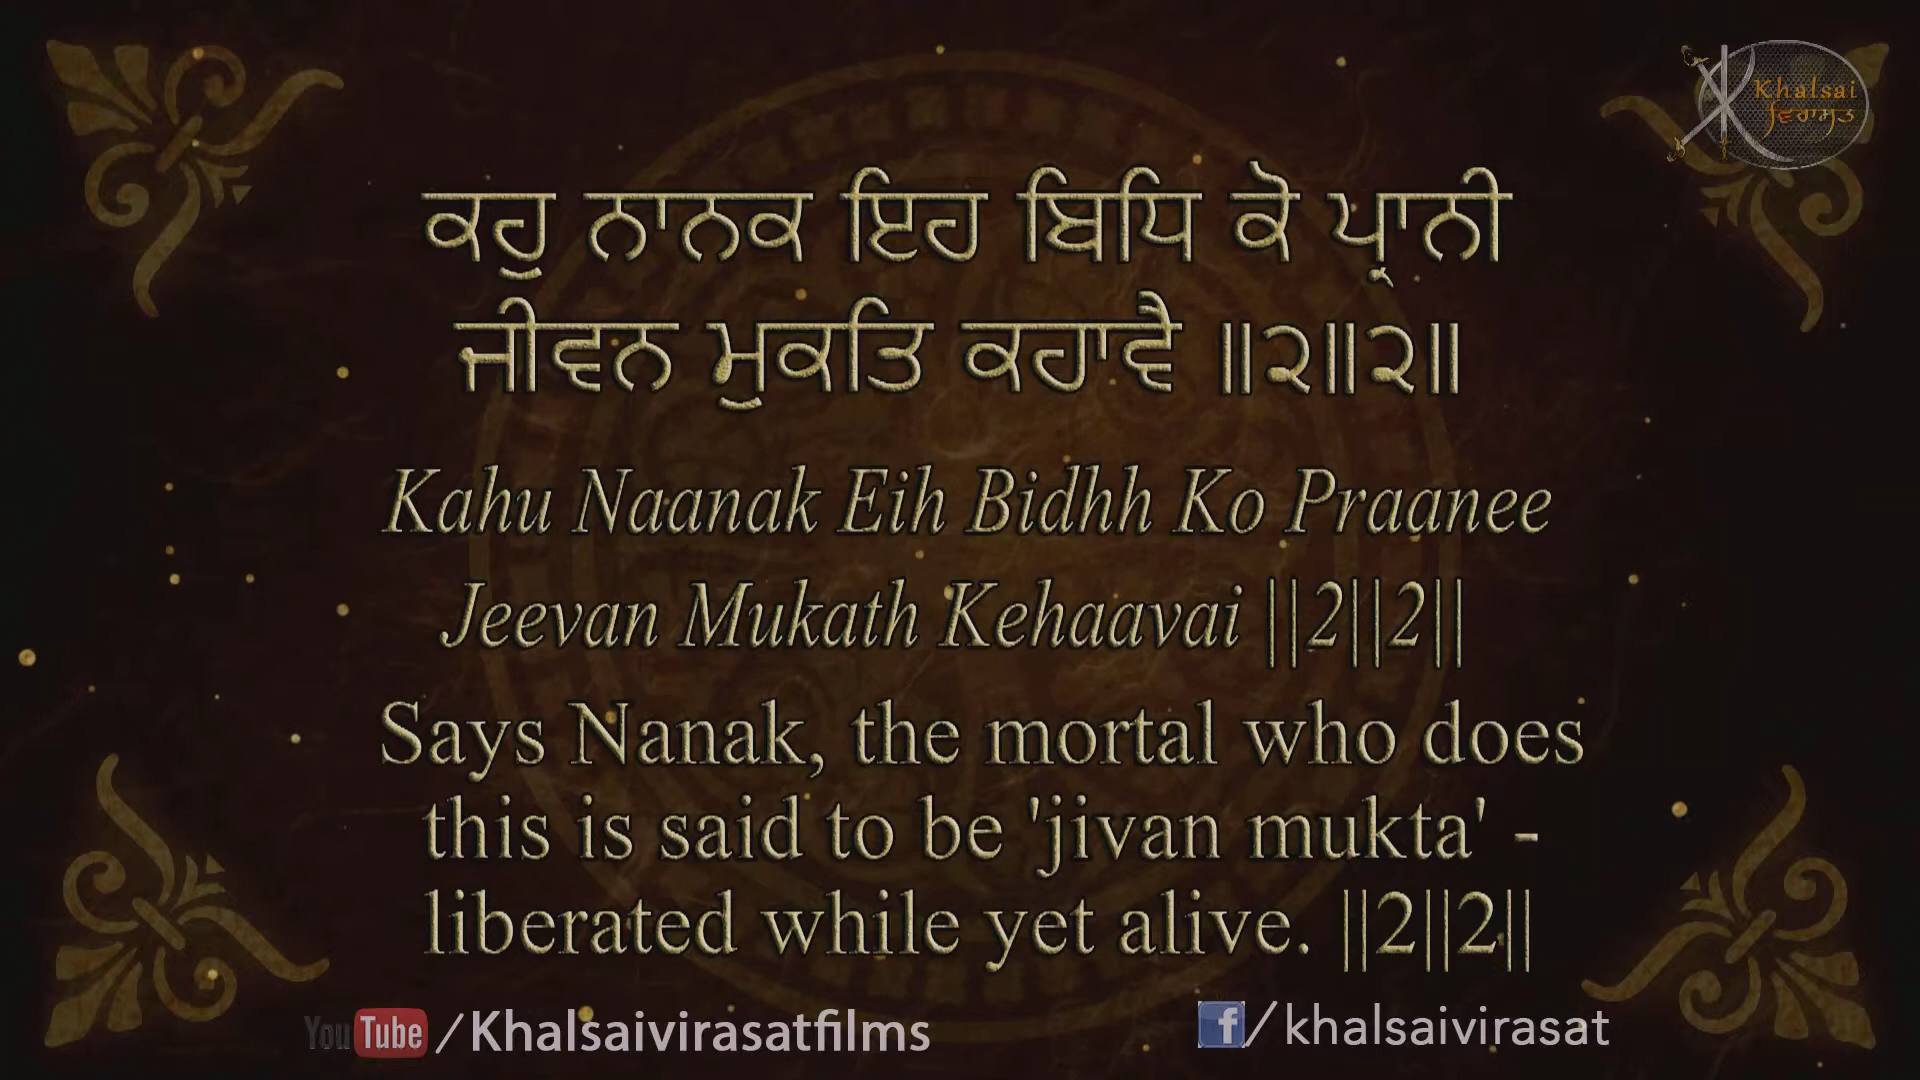 Khalsai
ਵਿਰਾਸਤ
ਕਹੁ ਨਾਨਕ ਇਹ ਬਿਧਿ ਕੋ ਪ੍ਰਾਨੀ
ਜੀਵਨ ਮੁਕਤਿ ਕਹਾਵੈ ॥੨॥੨॥
Kahu Naanak Eih Bidhh Ko Praanee
Jeevan Mukath Kehaavai ||2||2||
Says Nanak, the mortal who does
this is said to be 'jivan mukta' -
liberated while yet alive. ||2||2||
YouTube/Khalsaivirasatfilms
f/khalsaivirasat